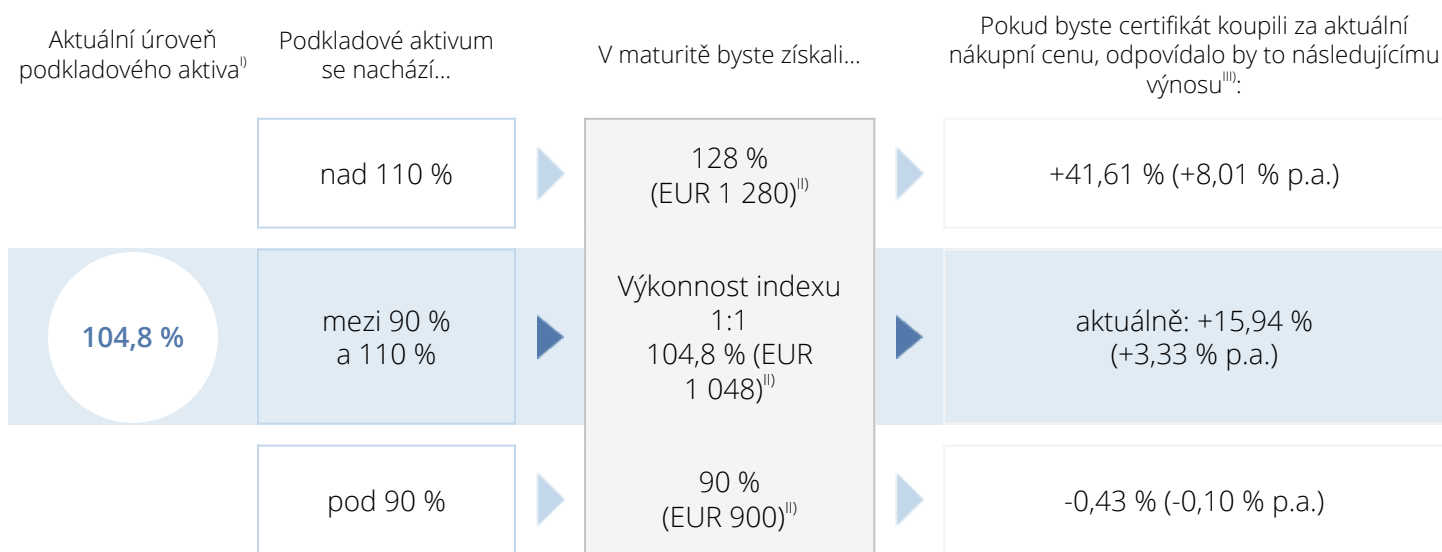 Aktuální úroveň
podkladového aktiva I)
Podkladové aktivum
se nachází...
V maturitě byste získali...
Pokud byste certifikát koupili za aktuální
nákupní cenu, odpovídalo by to následujícímu
výnosu III):
nad 110 %
128 %
(EUR 1 280) II)
+41,61 % (+8,01 % p.a.)
104,8 %
mezi 90 %
a 110 %
Výkonnost indexu
1:1
104,8 % (EUR
1 048) II)
aktuálně: +15,94 %
(+3,33 % p.a.)
pod 90 %
90 %
(EUR 900) II)
-0,43 % (-0,10 % p.a.)